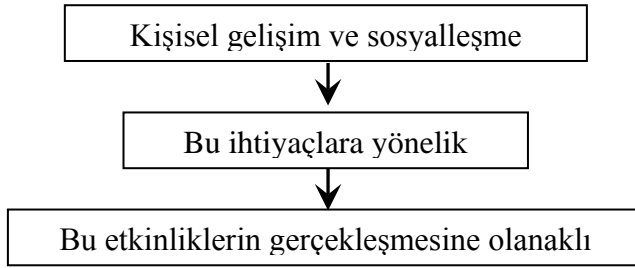 Kişisel gelişim ve sosyalleşme
Bu ihtiyaçlara yönelik
Bu etkinliklerin gerçekleşmesine olanaklı